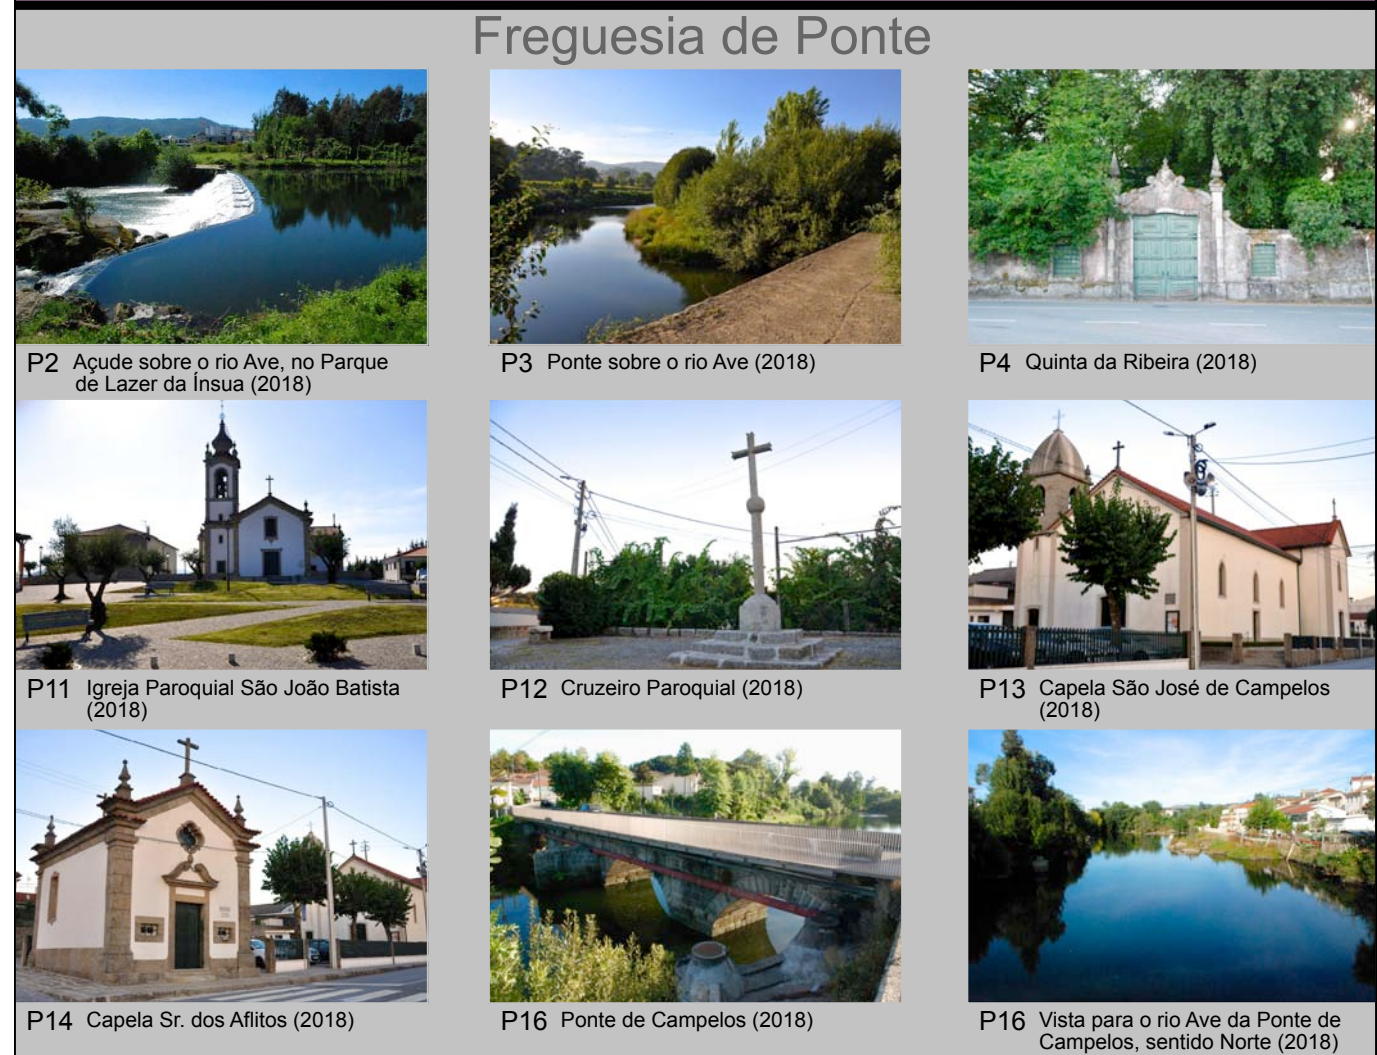 Freguesia de Ponte
P2 Açude sobre o rio Ave, no Parque
de Lazer da Ínsua (2018)
P3 Ponte sobre o rio Ave (2018)
P4 Quinta da Ribeira (2018)
P11 Igreja Paroquial São João Batista
(2018)
P12 Cruzeiro Paroquial (2018)
P13 Capela São José de Campelos
(2018)
P14 Capela Sr. dos Aflitos (2018)
P16 Ponte de Campelos (2018)
P16 Vista para o rio Ave da Ponte de
Campelos, sentido Norte (2018)